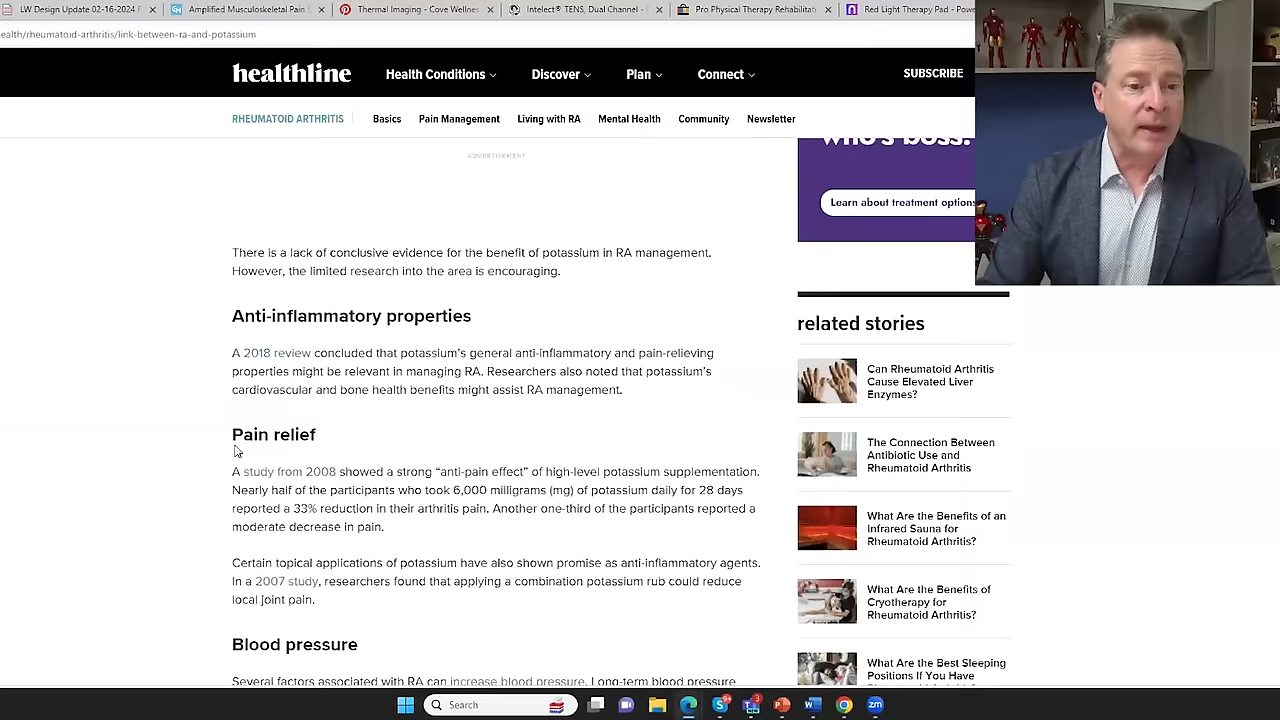 LW Design Update 02-16-2024
Amplified Musculoskeletal Pain
Thermal Imaging - Cove Wellness
Intelect® TENS, Dual Channel -
Pro Physical Therapy Rehabilitati
Red Light Therapy Pad - Powe
ealth/rheumatoid-arthritis/link-between-ra-and-potassium
healthline
Health Conditions
Discover
Plan
Connect
SUBSCRIBE
RHEUMATOID ARTHRITIS
Basics
Pain Management
Living with RA
Mental Health
Community
Newsletter
ADVERTISEMENT
who's boss.
Learn about treatment options
There is a lack of conclusive evidence for the benefit of potassium in RA management.
However, the limited research into the area is encouraging.
Anti-inflammatory properties
A 2018 review concluded that potassium's general anti-inflammatory and pain-relieving
properties might be relevant in managing RA. Researchers also noted that potassium's
cardiovascular and bone health benefits might assist RA management.
Pain relief
A study from 2008 showed a strong “anti-pain effect” of high-level potassium supplementation.
Nearly half of the participants who took 6,000 milligrams (mg) of potassium daily for 28 days
reported a 33% reduction in their arthritis pain. Another one-third of the participants reported a
moderate decrease in pain.
Certain topical applications of potassium have also shown promise as anti-inflammatory agents.
In a 2007 study, researchers found that applying a combination potassium rub could reduce
local joint pain.
Blood pressure
Several factors associated with RA can increase blood pressure. Long-term blood pressure
related stories
Can Rheumatoid Arthritis
Cause Elevated Liver
Enzymes?
The Connection Between
Antibiotic Use and
Rheumatoid Arthritis
What Are the Benefits of an
Infrared Sauna for
Rheumatoid Arthritis?
What Are the Benefits of
Cryotherapy for
Rheumatoid Arthritis?
What Are the Best Sleeping
Positions If You Have
Search